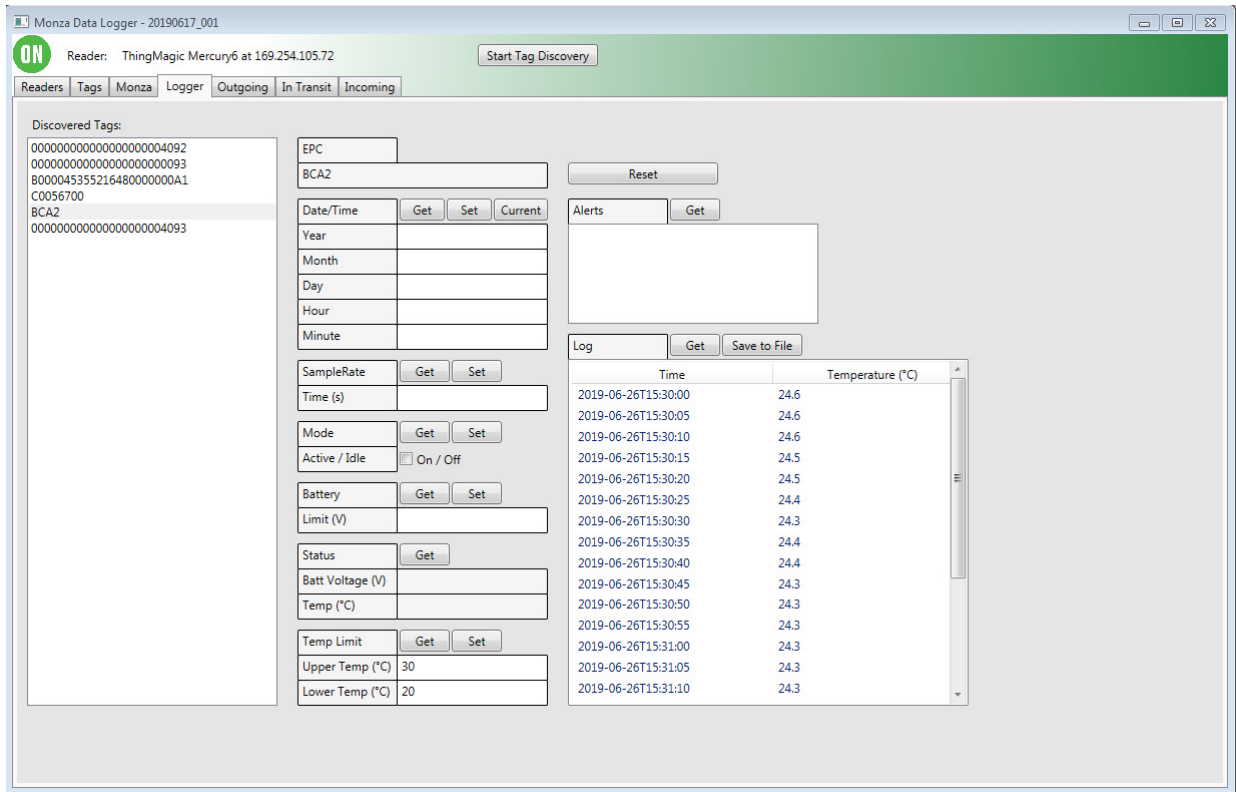 Monza Data Logger - 20190617_001
ON
Reader: ThingMagic Mercury6 at 169.254.105.72 Start Tag Discovery
Readers Tags Monza Logger Outgoing In Transit Incoming
Discovered Tags:
000000000000000000004092
000000000000000000000093
B000045355216480000000A1
C0056700
BCA2
000000000000000000004093
EPC
BCA2
Date/Time Get Set Current
Year
Month
Day
Hour
Minute
SampleRate Get Set
Time (s)
Mode Get Set
Active / Idle On / Off
Battery Get Set
Limit (V)
Status Get
Batt Voltage (V)
Temp (°C)
Temp Limit Get Set
Upper Temp (°C) 30
Lower Temp (°C) 20
Reset
Alerts Get
Log Get Save to File
Time Temperature (°C)
2019-06-26T15:30:00 24.6
2019-06-26T15:30:05 24.6
2019-06-26T15:30:10 24.6
2019-06-26T15:30:15 24.5
2019-06-26T15:30:20 24.5
2019-06-26T15:30:25 24.4
2019-06-26T15:30:30 24.3
2019-06-26T15:30:35 24.4
2019-06-26T15:30:40 24.4
2019-06-26T15:30:45 24.3
2019-06-26T15:30:50 24.3
2019-06-26T15:30:55 24.3
2019-06-26T15:31:00 24.3
2019-06-26T15:31:05 24.3
2019-06-26T15:31:10 24.3